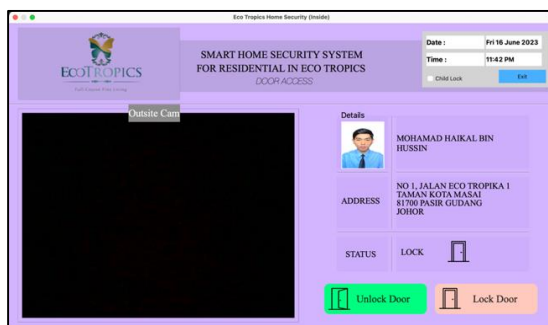 Eco Tropics Home Security (Inside)
ECOTROPICS
SMART HOME SECURITY SYSTEM
FOR RESIDENTIAL IN ECO TROPICS
DOOR ACCESS
Date :
Fri 16 June 2023
Time :
11:42 PM
Child Lock
Exit
Outsite Cam
Details
MOHAMAD HAIKAL BIN
HUSSIN
ADDRESS
NO 1, JALAN ECO TROPIKA 1
TAMAN KOTA MASAI
81700 PASIR GUDANG
JOHOR
STATUS
LOCK
Unlock Door
Lock Door